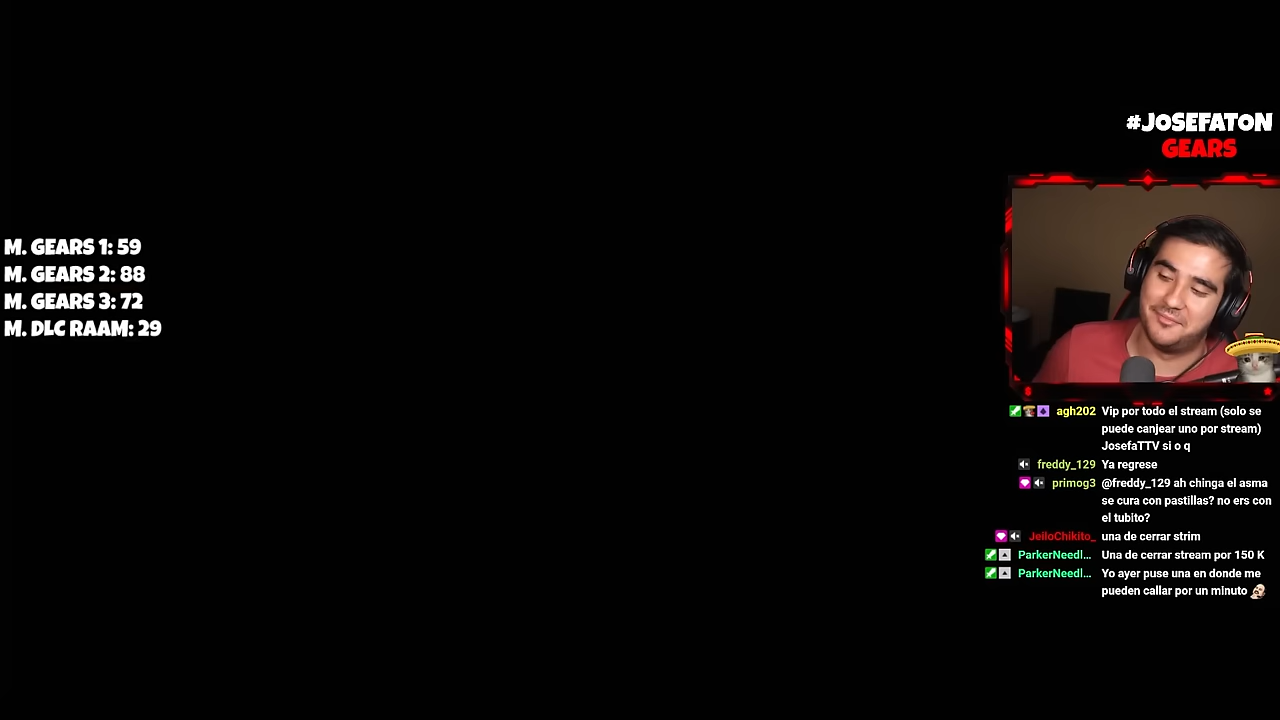 #JOSEFATON
GEARS
M. GEARS 1: 59
M. GEARS 2: 88
M. GEARS 3: 72
M. DLC RAAM: 29
agh202 Vip por todo el stream (solo se
puede canjear uno por stream)
JosefaTTV si o q
freddy_129 Ya regrese
primog3 @freddy_129 ah chinga el asma
se cura con pastillas? no ers con
el tubito?
JeiloChikito_ una de cerrar strim
ParkerNeedl... Una de cerrar stream por 150 K
ParkerNeedl... Yo ayer puse una en donde me
pueden callar por un minuto